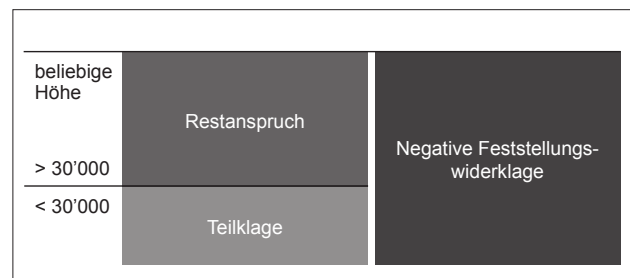 beliebige
Höhe
Restanspruch
> 30’000
Negative Feststellungs-
widerklage
< 30’000
Teilklage